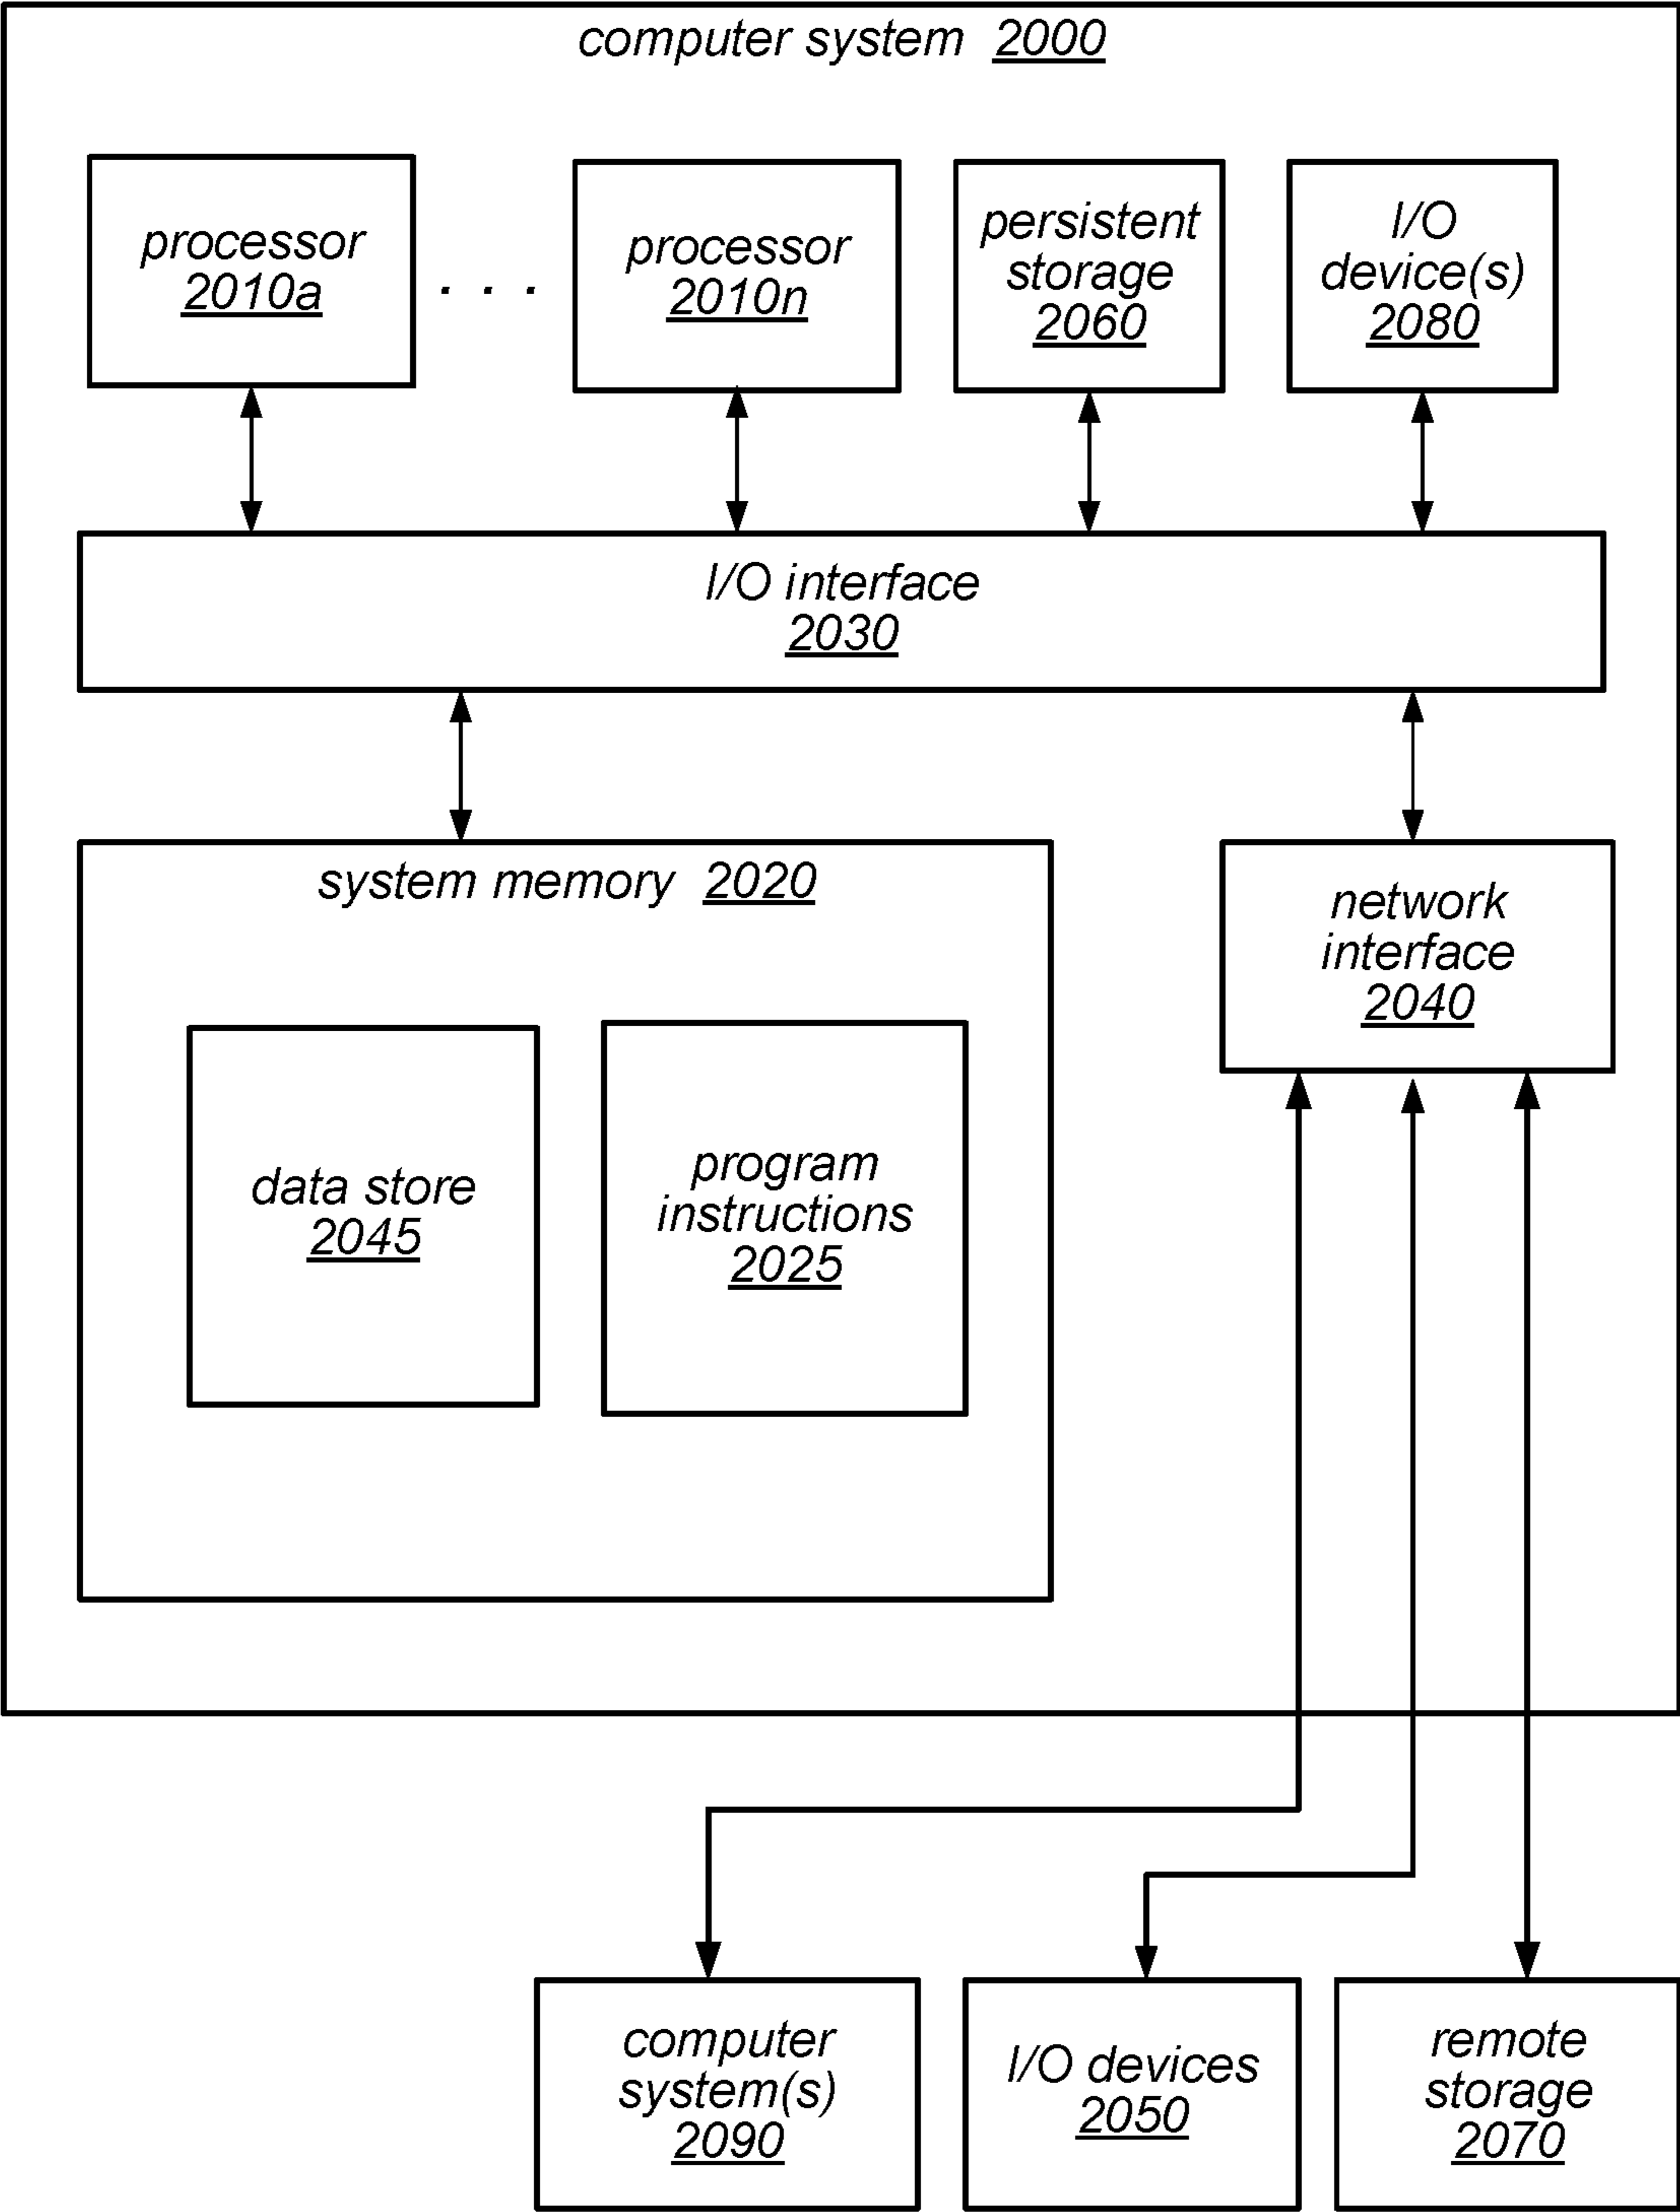 computer system 2000
processor
2010a
. . .
processor
2010n
persistent
storage
2060
I/O
device(s)
2080
I/O interface
2030
system memory 2020
network
interface
2040
data store
2045
program
instructions
2025
computer
system(s)
2090
I/O devices
2050
remote
storage
2070